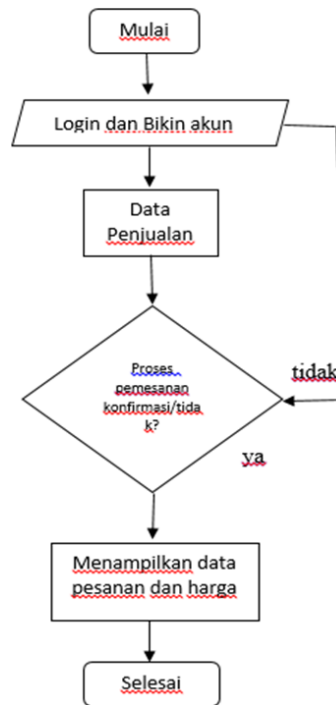 Mulai
Login dan Bikin akun
Data
Penjualan
Proses
pemesanan
konfirmasi/tida
k?
tidak
ya
Menampilkan data
pesanan dan harga
Selesai